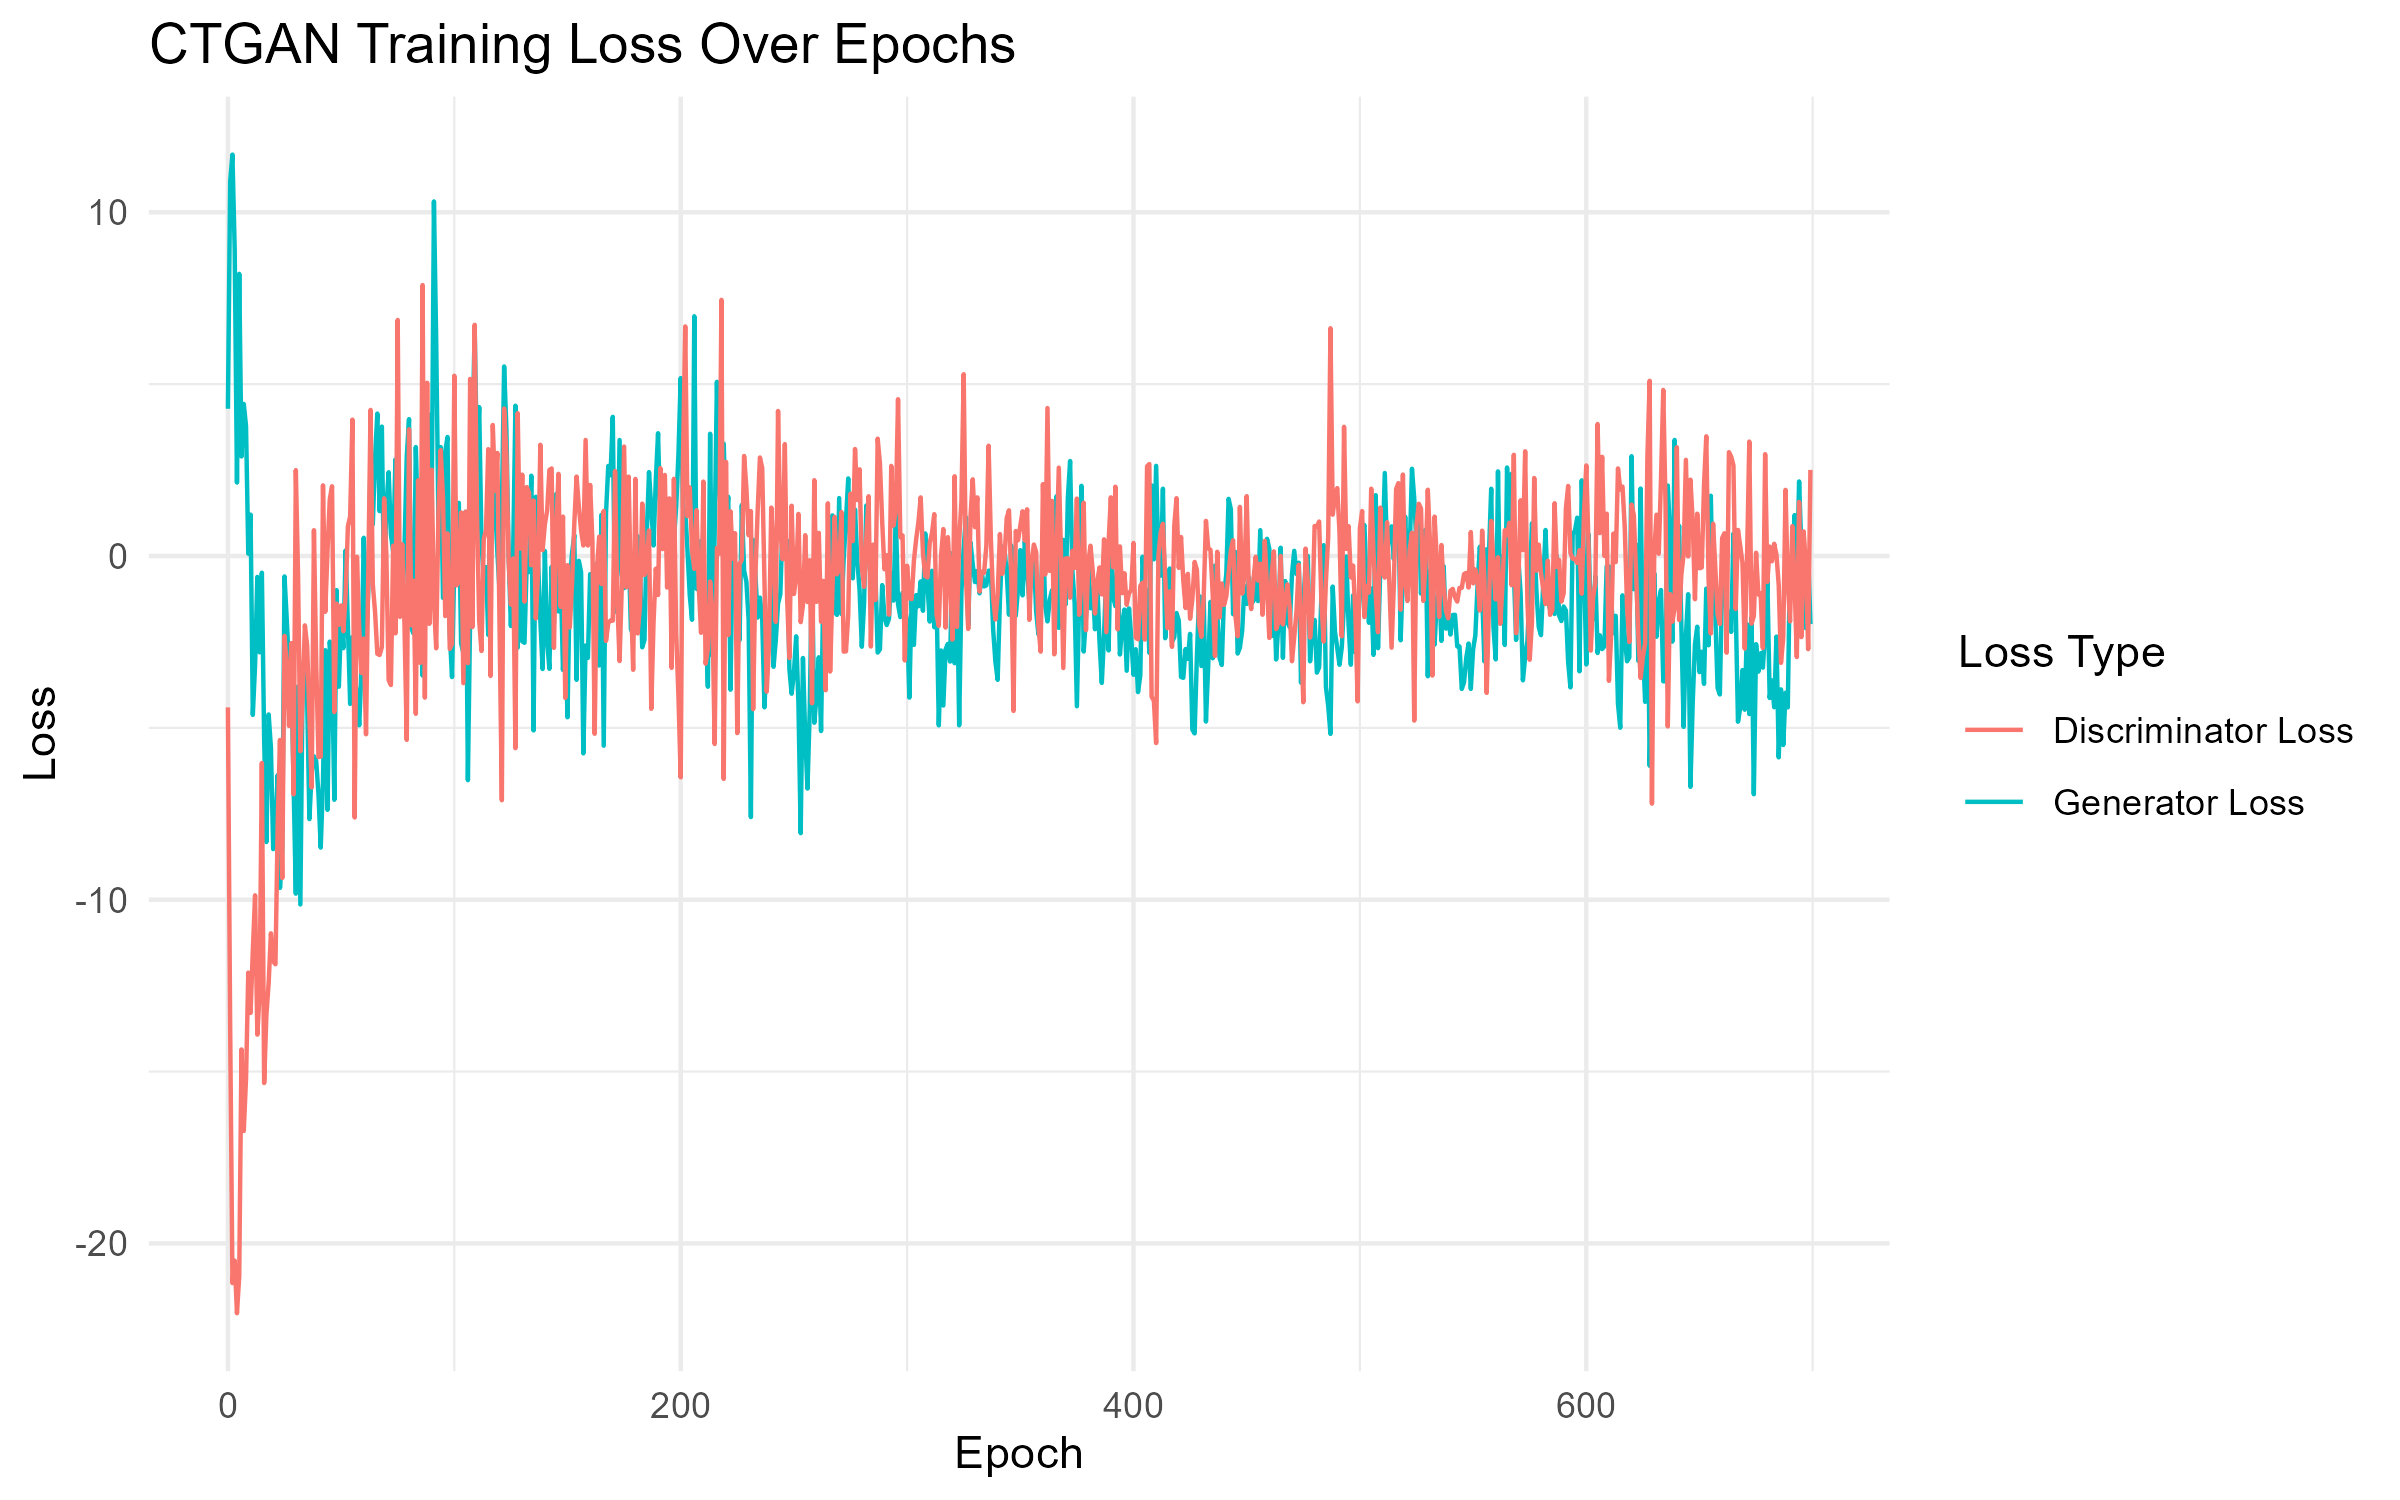 CTGAN Training Loss Over Epochs
10
0
-10
-20
Loss
0
200
400
600
Epoch
Loss Type
Discriminator Loss
Generator Loss